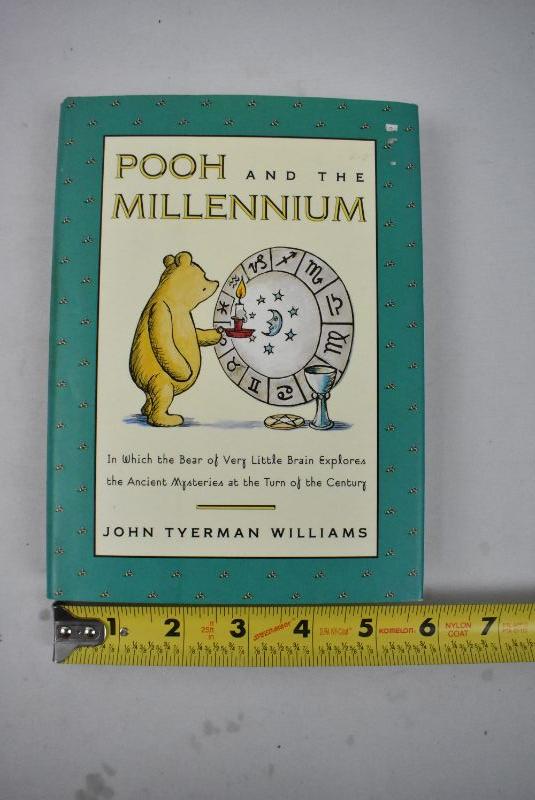 POOH AND THE
MILLENNIUM
In Which the Bear of Very Little Brain Explores
the Ancient Mysteries at the Turn of the Century
JOHN TYERMAN WILLIAMS
1 2 3 4 5 6 7
25ft KOMELON NYLON
COAT